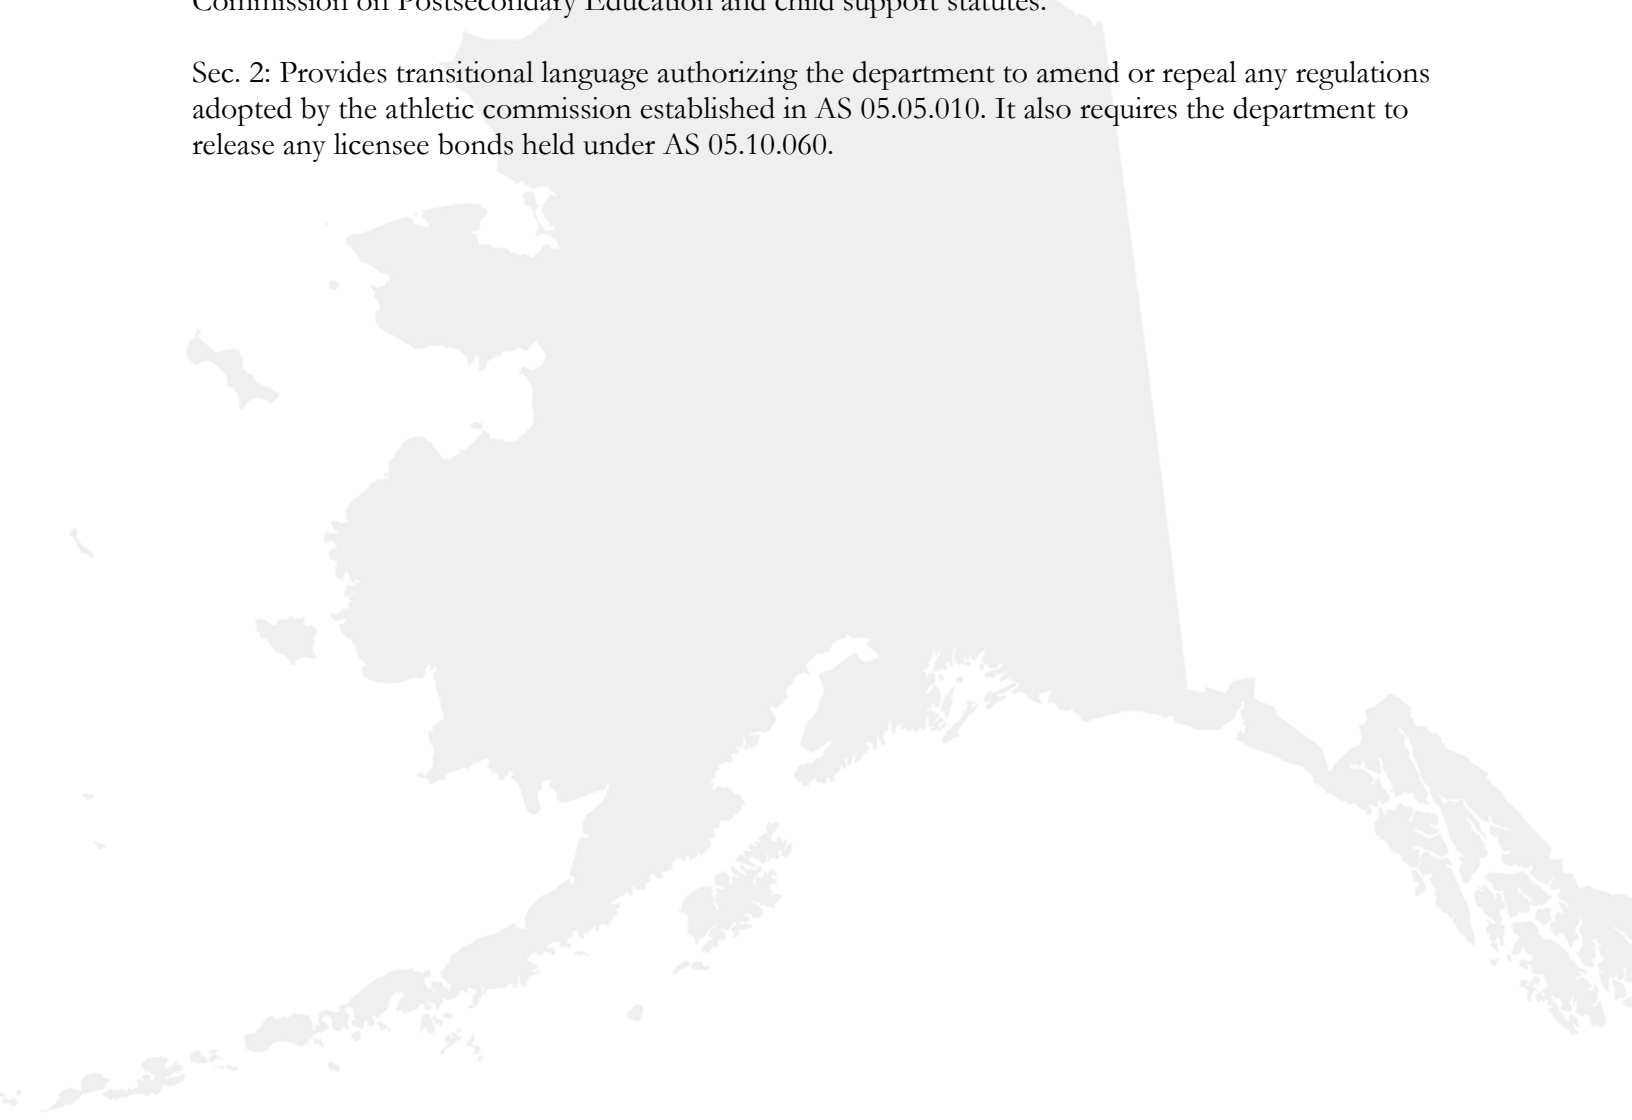 Commission on Postsecondary Education and child support statutes.
Sec. 2: Provides transitional language authorizing the department to amend or repeal any regulations
adopted by the athletic commission established in AS 05.05.010. It also requires the department to
release any licensee bonds held under AS 05.10.060.